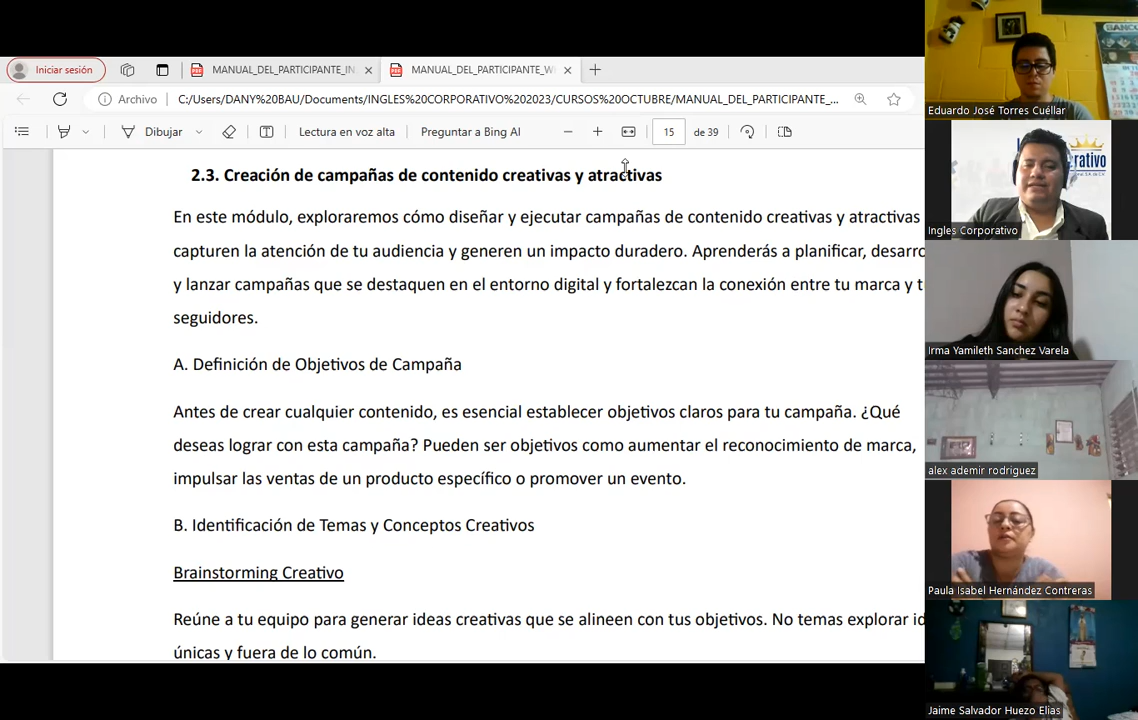 Iniciar sesión
MANUAL_DEL_PARTICIPANTE_IN
MANUAL_DEL_PARTICIPANTE_W
Archivo
C:/Users/DANY%20BAU/Documents/INGLES%20CORPORATIVO%202023/CURSOS%20OCTUBRE/MANUAL_DEL_PARTICIPANTE_...
Dibujar
Lectura en voz alta
Preguntar a Bing AI
15
de 39
2.3. Creación de campañas de contenido creativas y atractivas
En este módulo, exploraremos cómo diseñar y ejecutar campañas de contenido creativas y atractivas
capturen la atención de tu audiencia y generen un impacto duradero. Aprenderás a planificar, desarro
y lanzar campañas que se destaquen en el entorno digital y fortalezcan la conexión entre tu marca y t
seguidores.
A. Definición de Objetivos de Campaña
Antes de crear cualquier contenido, es esencial establecer objetivos claros para tu campaña. ¿Qué
deseas lograr con esta campaña? Pueden ser objetivos como aumentar el reconocimiento de marca,
impulsar las ventas de un producto específico o promover un evento.
B. Identificación de Temas y Conceptos Creativos
Brainstorming Creativo
Reúne a tu equipo para generar ideas creativas que se alineen con tus objetivos. No temas explorar id
únicas y fuera de lo común.
BANCO
Eduardo José Torres Cuéllar
rativo
Ingles Corporativo
Irma Yamileth Sanchez Varela
alex ademir rodriguez
Paula Isabel Hernández Contreras
Jaime Salvador Huezo Elias